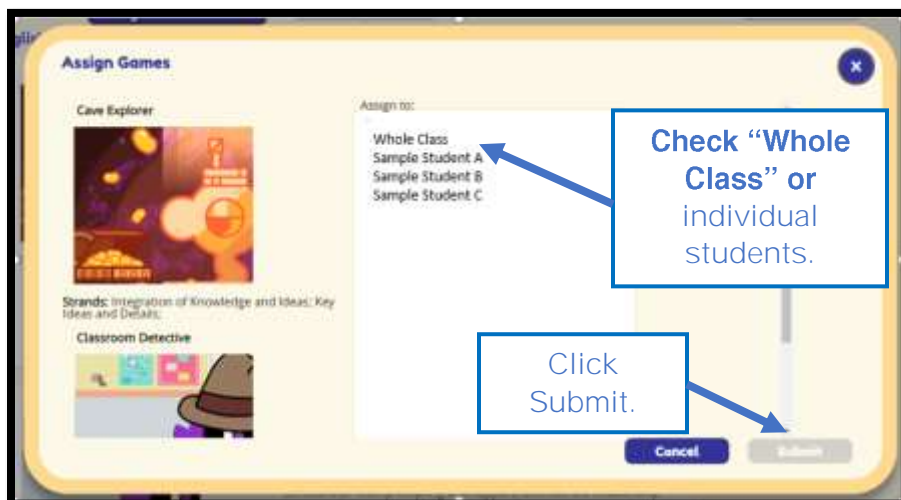 Assign Games
×
Cave Explorer
Strands: Integration of Knowledge and Ideas; Key
Ideas and Details;
Classroom Detective
Assign to:
Whole Class
Sample Student A
Sample Student B
Sample Student C
Check “Whole
Class” or
individual
students.
Click
Submit.
Cancel
Submit